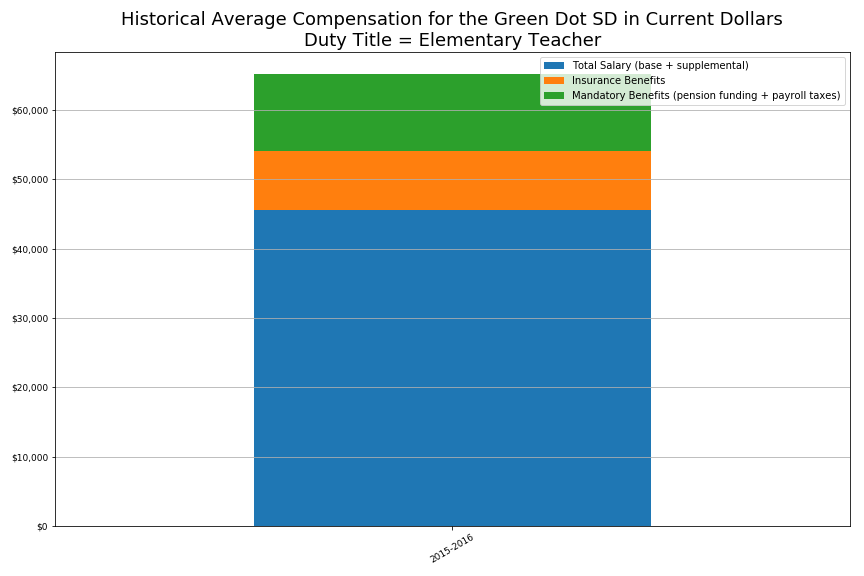 Historical Average Compensation for the Green Dot SD in Current Dollars
Duty Title = Elementary Teacher
Total Salary (base + supplemental)
Insurance Benefits
Mandatory Benefits (pension funding + payroll taxes)
$60,000
$50,000
$40,000
$30,000
$20,000
$10,000
$0
2015-2016